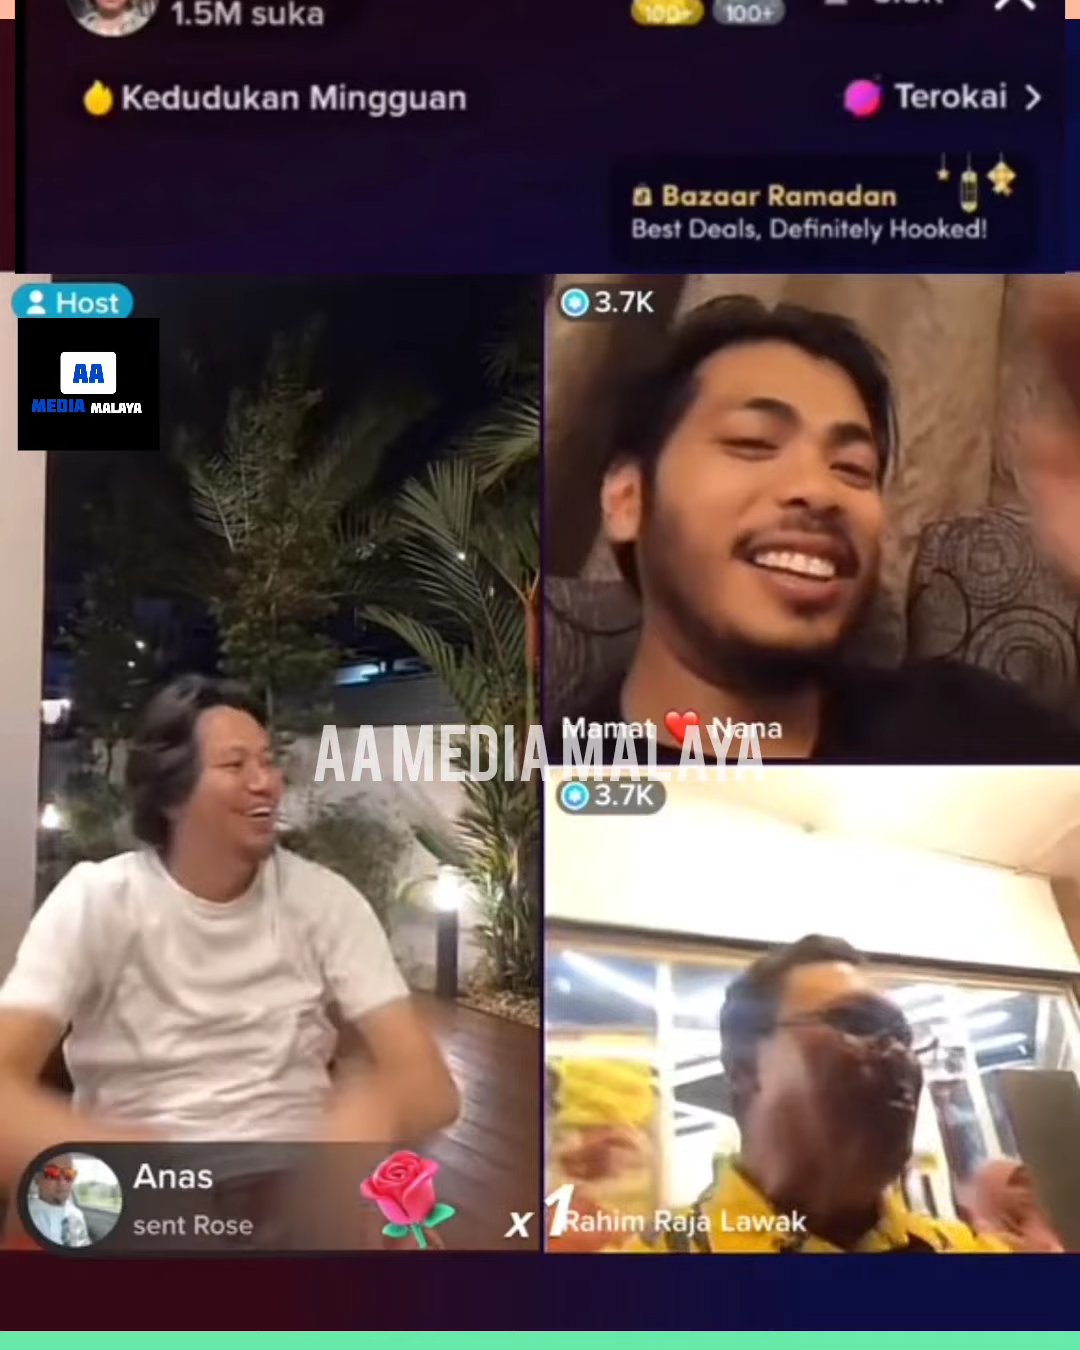 1.5M suka
100+
100+
Kedudukan Mingguan
Terokai >
Bazaar Ramadan
Best Deals, Definitely Hooked!
Host
3.7K
AA
MEDIA MALAYA
Mamat ❤️ Nana
AA MEDIA MALAYA
3.7K
Anas
sent Rose
x 1
Rahim Raja Lawak